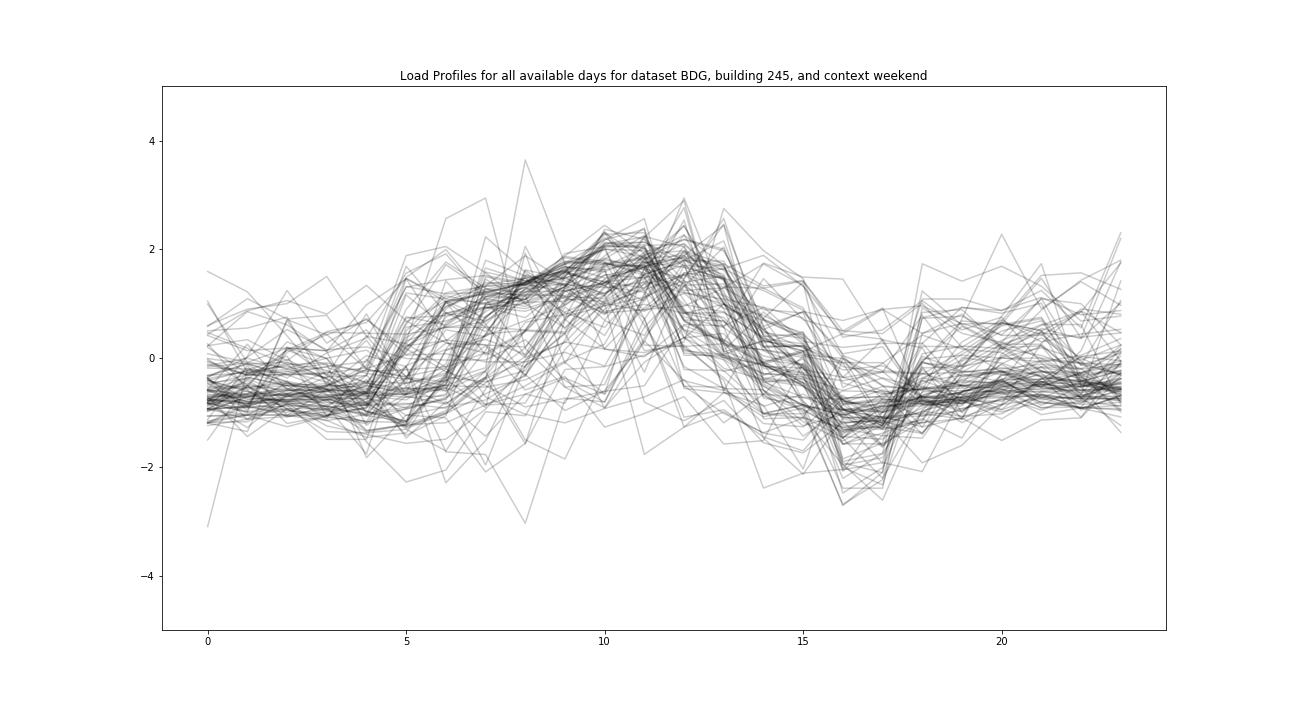 Load Profiles for all available days for dataset BDG, building 245, and context weekend
4
2
0
−2
−4
0 5 10 15 20